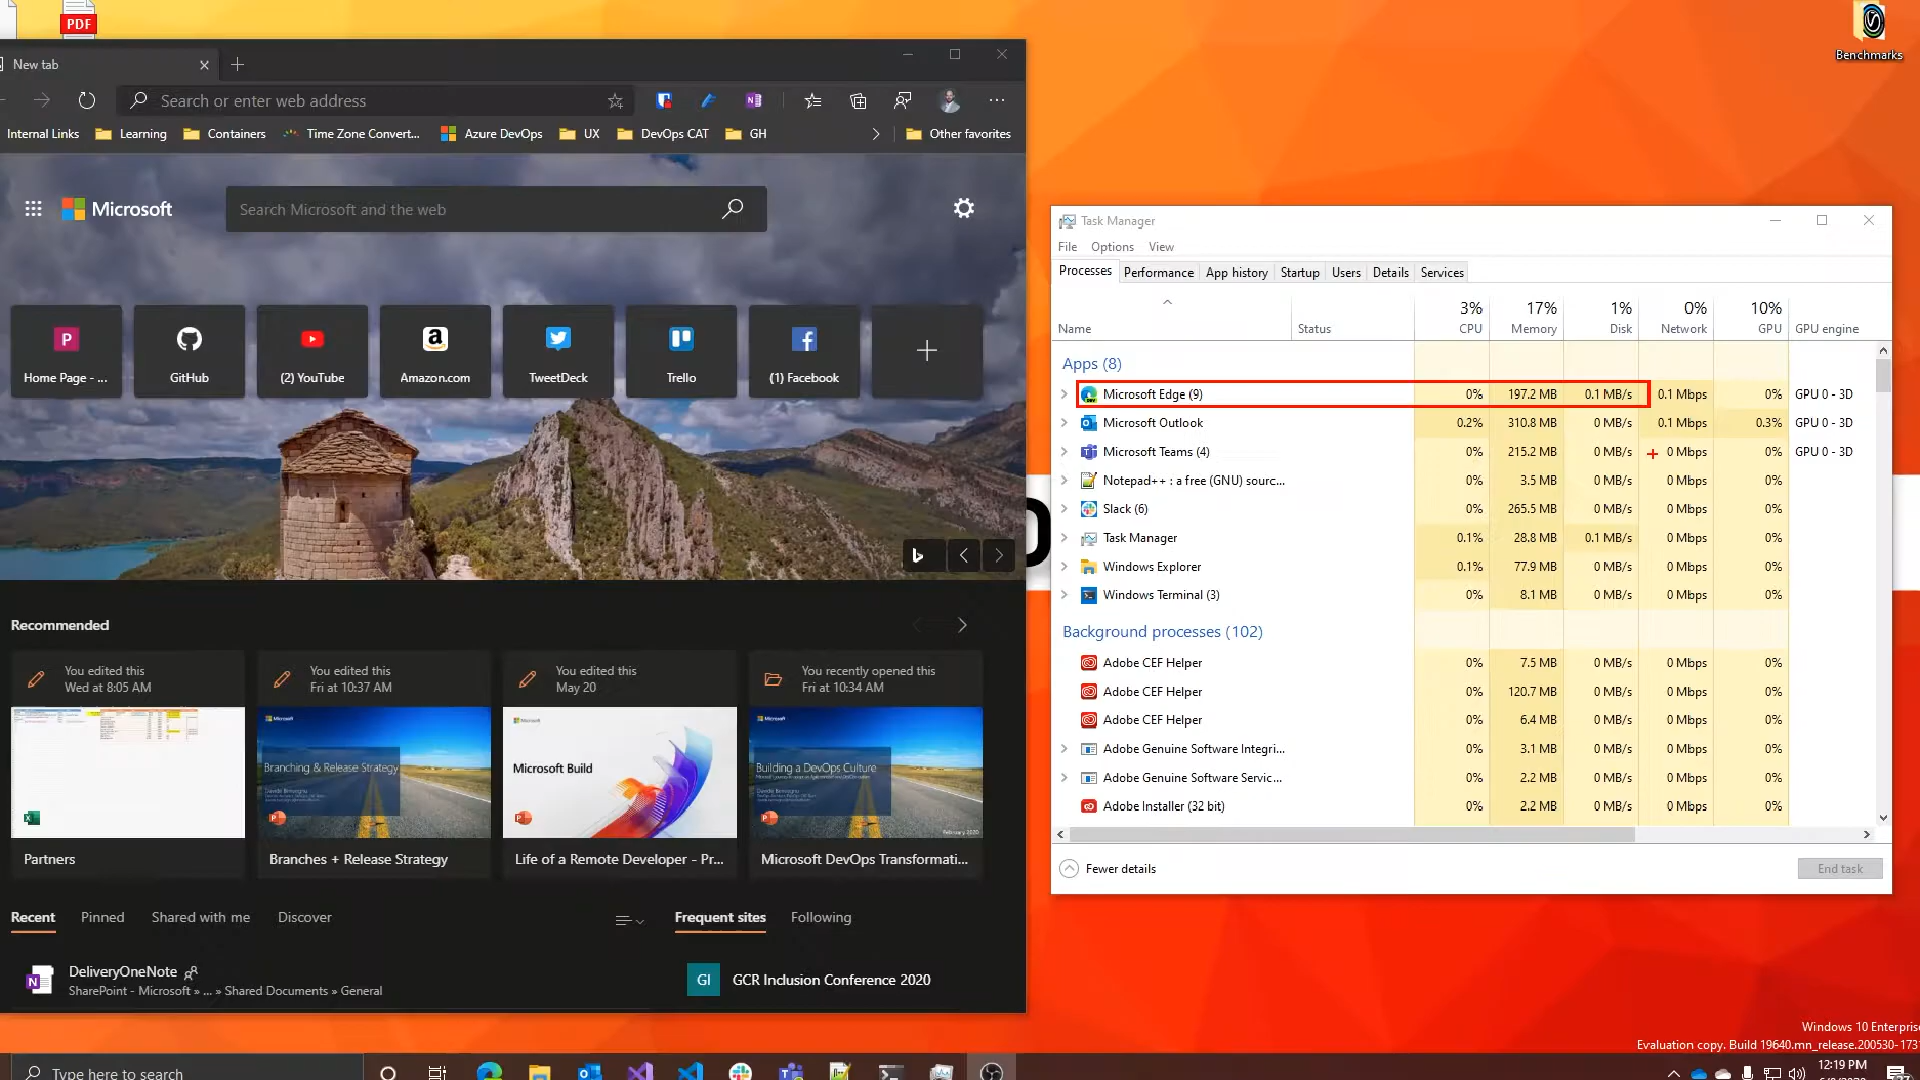 PDF
Benchmarks
New tab
Search or enter web address
Internal Links Learning Containers Time Zone Convert... Azure DevOps UX DevOps CAT GH Other favorites
Microsoft
Search Microsoft and the web
Home Page - ... GitHub (2) YouTube Amazon.com TweetDeck Trello (1) Facebook
Recommended
You edited this
Wed at 8:05 AM
You edited this
Fri at 10:37 AM
You edited this
May 20
You recently opened this
Fri at 10:34 AM
Microsoft
Branching & Release Strategy
Microsoft Build
Microsoft
Building a DevOps Culture
February 2020
Partners
Branches + Release Strategy
Life of a Remote Developer - Pr...
Microsoft DevOps Transformati...
Recent Pinned Shared with me Discover
Frequent sites Following
DeliveryOneNote
SharePoint - Microsoft » ... » Shared Documents » General
GI GCR Inclusion Conference 2020
Task Manager
File Options View
Processes Performance App history Startup Users Details Services
3% 17% 1% 0% 10%
Name Status CPU Memory Disk Network GPU GPU engine
Apps (8)
Microsoft Edge (9) 0% 197.2 MB 0.1 MB/s 0.1 Mbps 0% GPU 0 - 3D
Microsoft Outlook 0.2% 310.8 MB 0 MB/s 0.1 Mbps 0.3% GPU 0 - 3D
Microsoft Teams (4) 0% 215.2 MB 0 MB/s 0 Mbps 0% GPU 0 - 3D
Notepad++ : a free (GNU) sourc... 0% 3.5 MB 0 MB/s 0 Mbps 0%
Slack (6) 0% 265.5 MB 0 MB/s 0 Mbps 0%
Task Manager 0.1% 28.8 MB 0.1 MB/s 0 Mbps 0%
Windows Explorer 0.1% 77.9 MB 0 MB/s 0 Mbps 0%
Windows Terminal (3) 0% 8.1 MB 0 MB/s 0 Mbps 0%
Background processes (102)
Adobe CEF Helper 0% 7.5 MB 0 MB/s 0 Mbps 0%
Adobe CEF Helper 0% 120.7 MB 0 MB/s 0 Mbps 0%
Adobe CEF Helper 0% 6.4 MB 0 MB/s 0 Mbps 0%
Adobe Genuine Software Integri... 0% 3.1 MB 0 MB/s 0 Mbps 0%
Adobe Genuine Software Servic... 0% 2.2 MB 0 MB/s 0 Mbps 0%
Adobe Installer (32 bit) 0% 2.2 MB 0 MB/s 0 Mbps 0%
Fewer details
End task
Windows 10 Enterprise
Evaluation copy. Build 19640.mn_release.200530-173
Type here to search
12:19 PM